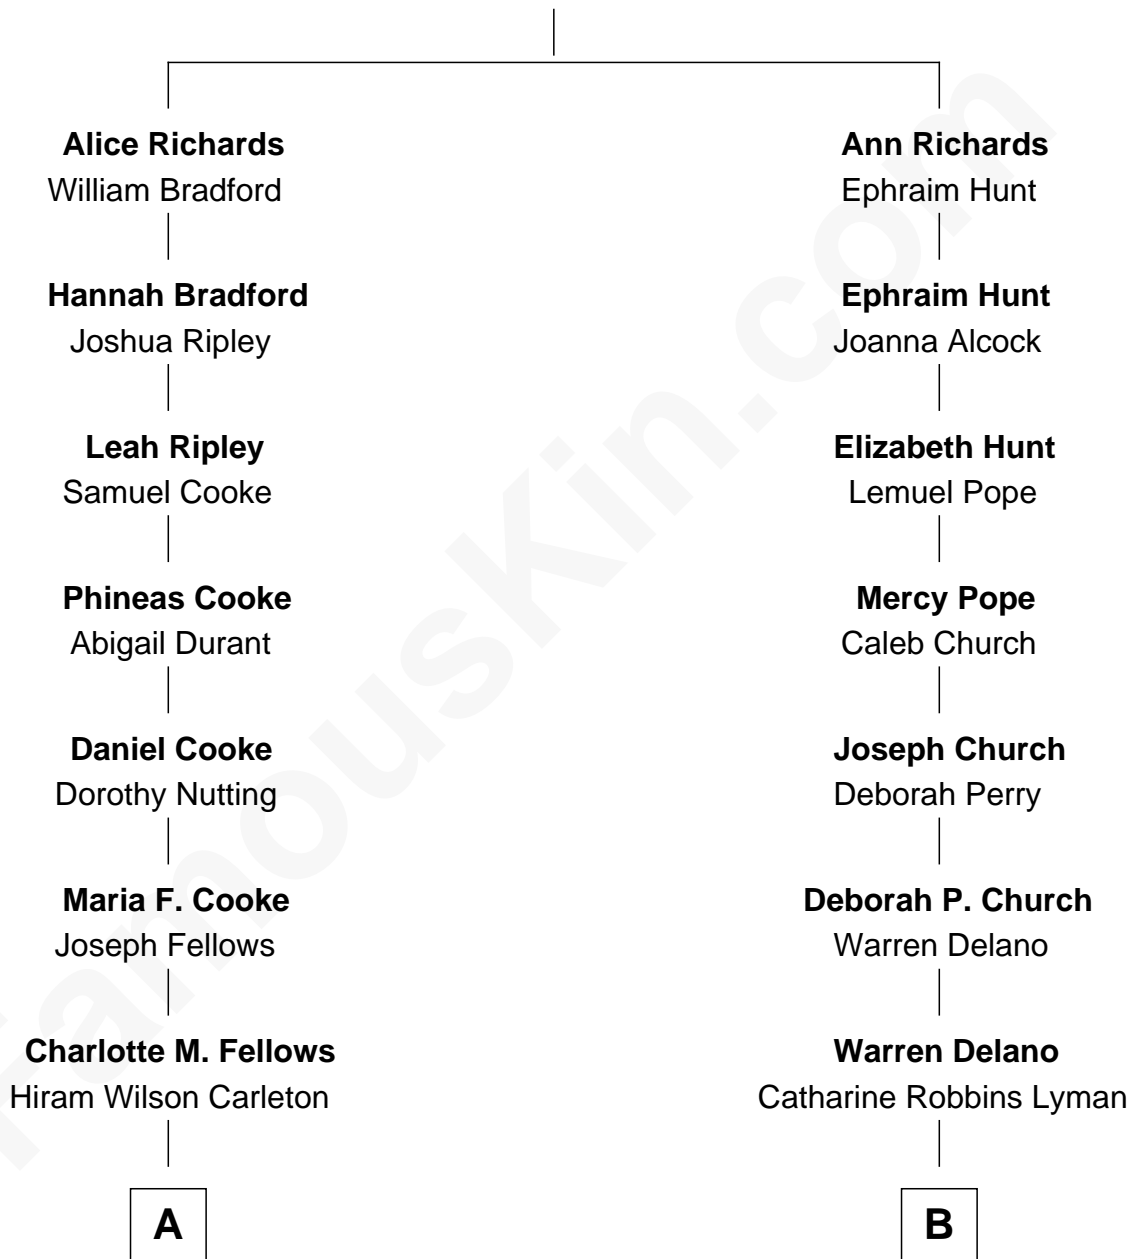 Alice Richards
William Bradford
Hannah Bradford
Joshua Ripley
Leah Ripley
Samuel Cooke
Phineas Cooke
Abigail Durant
Daniel Cooke
Dorothy Nutting
Maria F. Cooke
Joseph Fellows
Charlotte M. Fellows
Hiram Wilson Carleton
A
Ann Richards
Ephraim Hunt
Ephraim Hunt
Joanna Alcock
Elizabeth Hunt
Lemuel Pope
Mercy Pope
Caleb Church
Joseph Church
Deborah Perry
Deborah P. Church
Warren Delano
Warren Delano
Catharine Robbins Lyman
B
FamousKin.com